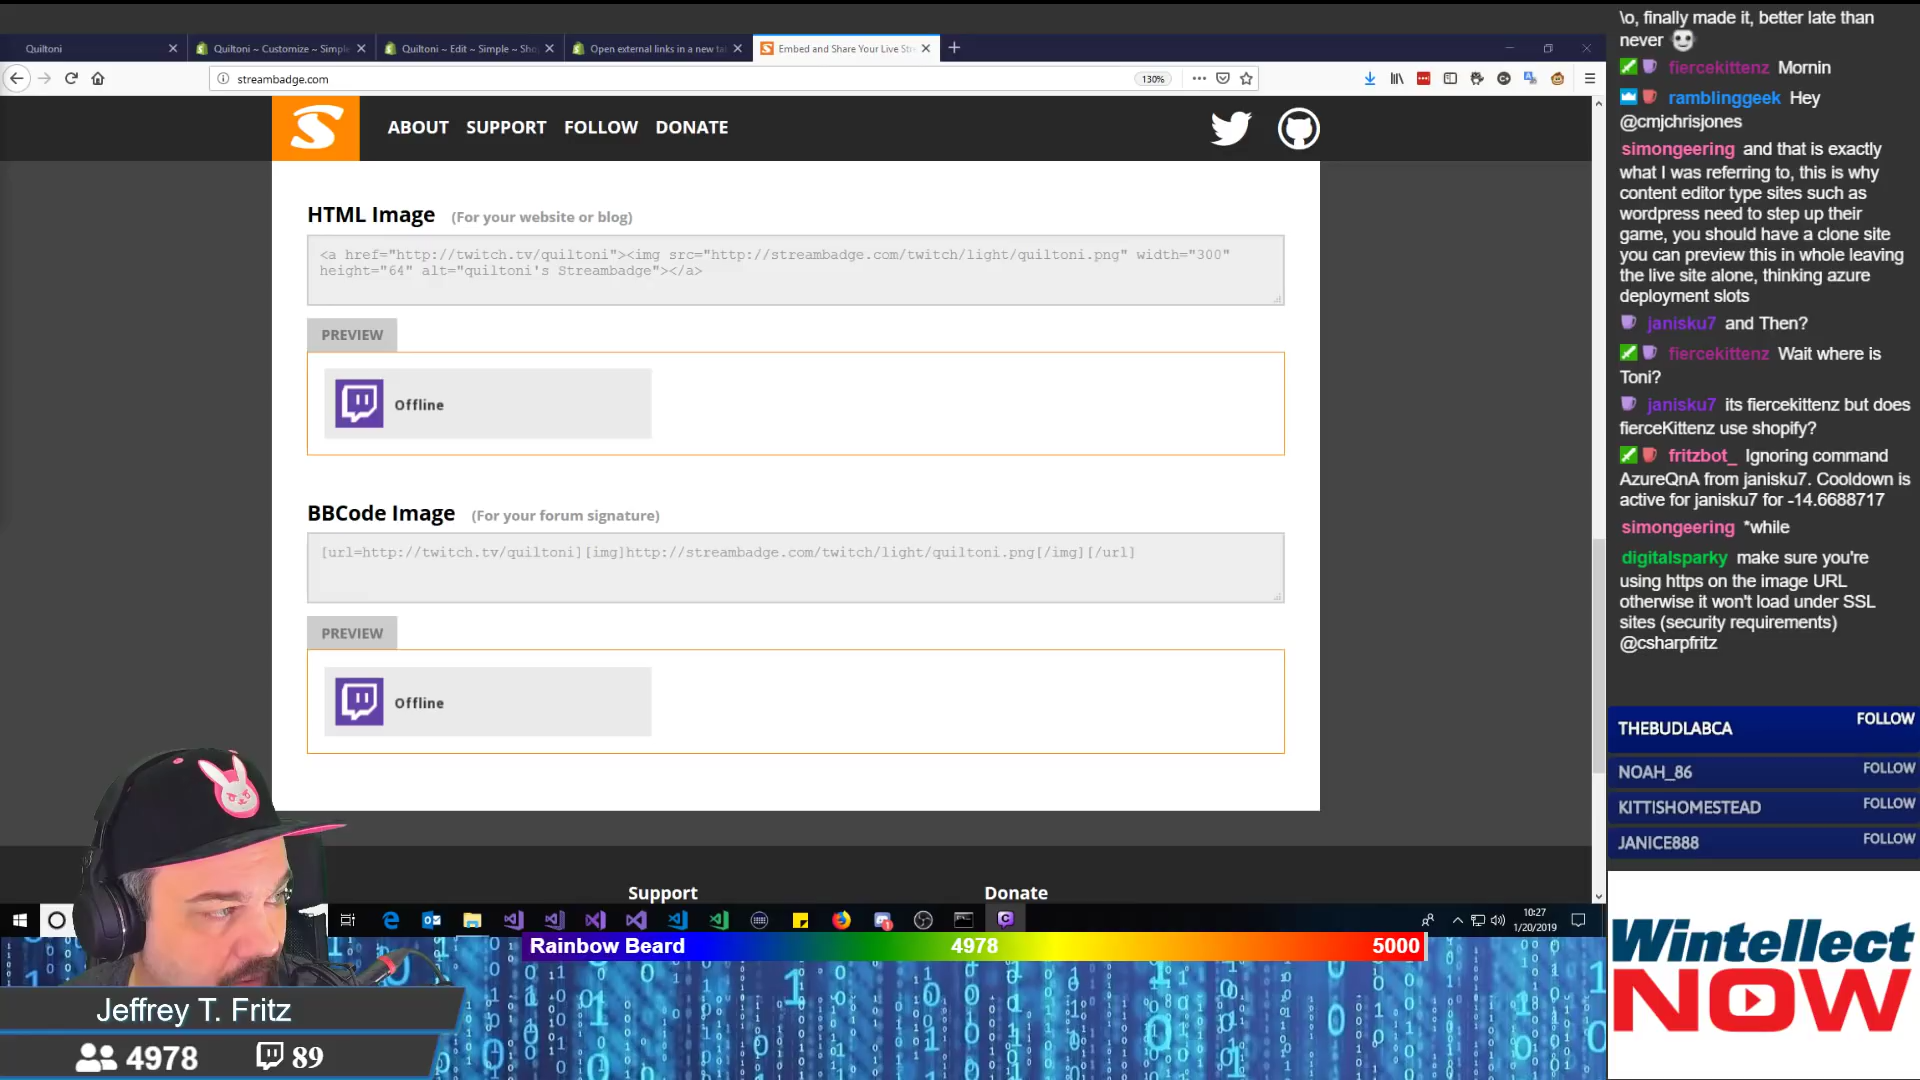 Quiltoni
Quiltoni ~ Customize ~ Simple
Quiltoni ~ Edit ~ Simple ~ Sho
Open external links in a new ta
Embed and Share Your Live Str
streambadge.com
130%
ABOUT SUPPORT FOLLOW DONATE
HTML Image (For your website or blog)
<a href="http://twitch.tv/quiltoni"><img src="http://streambadge.com/twitch/light/quiltoni.png" width="300"
height="64" alt="quiltoni's Streambadge"></a>
PREVIEW
Offline
BBCode Image (For your forum signature)
[url=http://twitch.tv/quiltoni][img]http://streambadge.com/twitch/light/quiltoni.png[/img][/url]
PREVIEW
Offline
Support
Donate
10:27
1/20/2019
Rainbow Beard 4978 5000
Jeffrey T. Fritz
4978 89
\o, finally made it, better late than
never
fiercekittenz Mornin
ramblinggeek Hey
@cmjchrisjones
simongeering and that is exactly
what I was referring to, this is why
content editor type sites such as
wordpress need to step up their
game, you should have a clone site
you can preview this in whole leaving
the live site alone, thinking azure
deployment slots
janisku7 and Then?
fiercekittenz Wait where is
Toni?
janisku7 its fiercekittenz but does
fierceKittenz use shopify?
fritzbot_ Ignoring command
AzureQnA from janisku7. Cooldown is
active for janisku7 for -14.6688717
simongeering *while
digitalsparky make sure you're
using https on the image URL
otherwise it won't load under SSL
sites (security requirements)
@csharpfritz
THEBUDLABCA FOLLOW
NOAH_86 FOLLOW
KITTISHOMESTEAD FOLLOW
JANICE888 FOLLOW
Wintellect
NOW